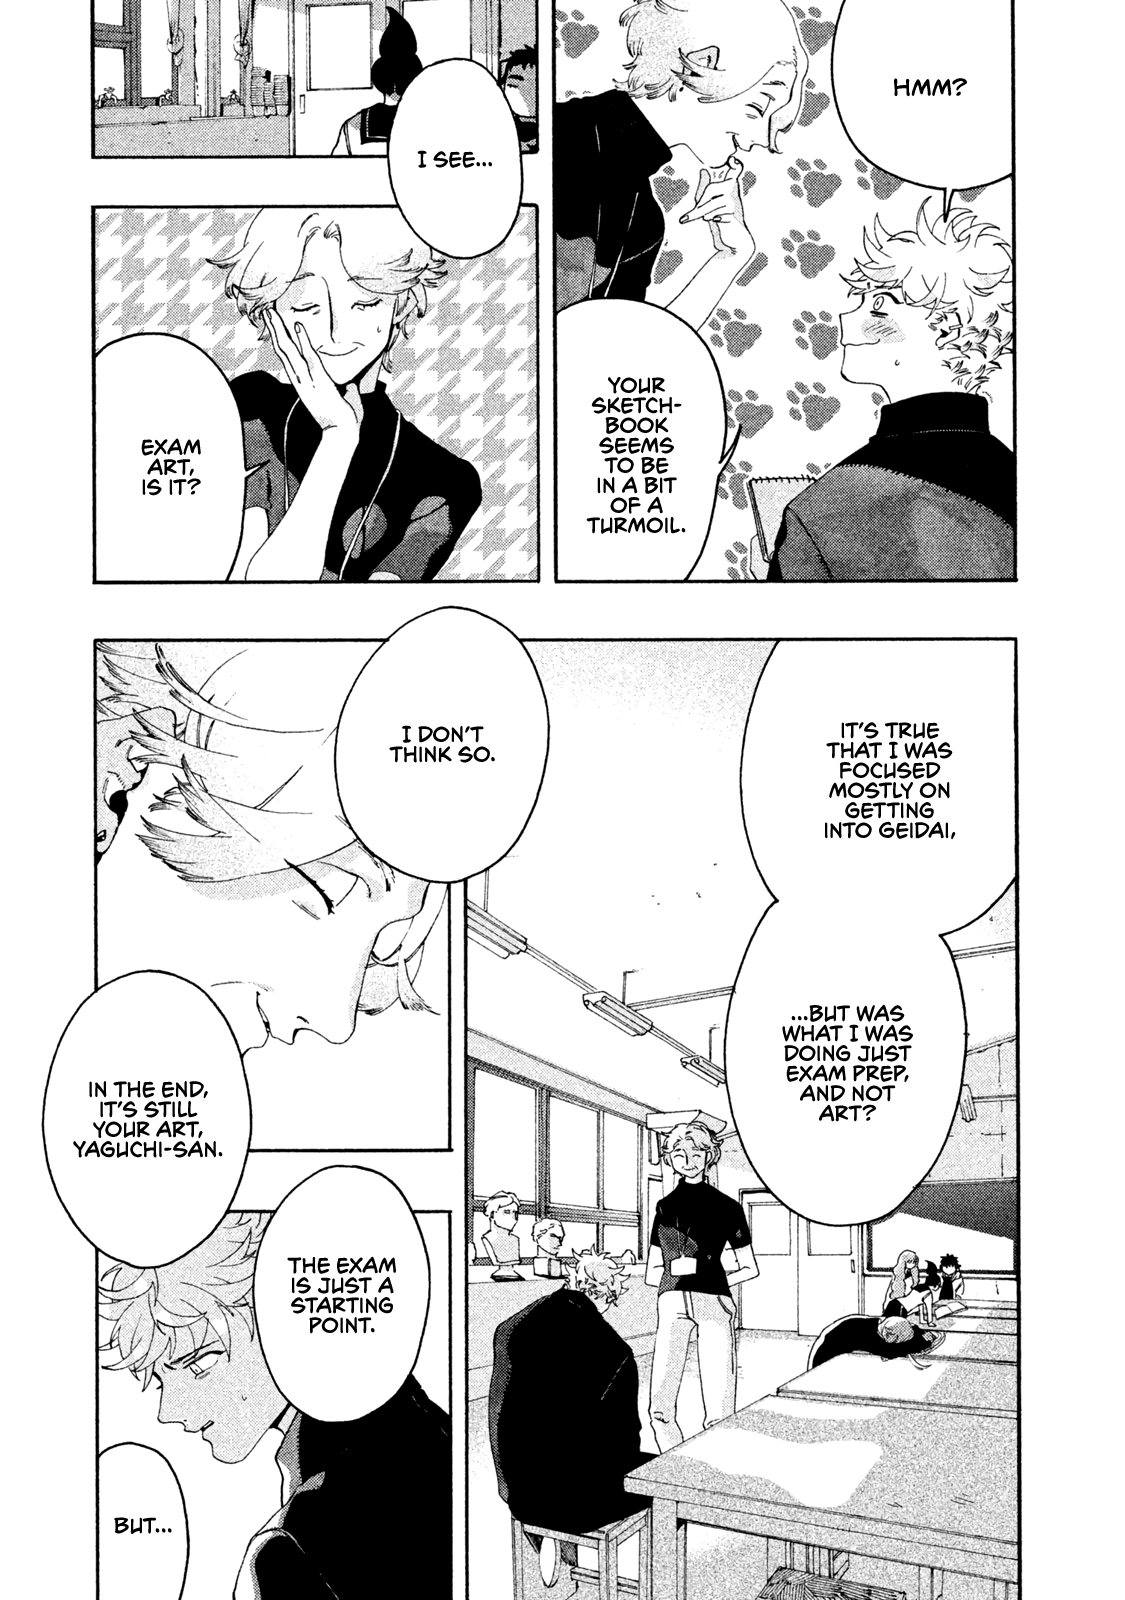 HMM?
YOUR
SKETCH-
BOOK
SEEMS
TO BE
IN A BIT
OF A
TURMOIL.
I SEE...
EXAM
ART,
IS IT?
IT'S TRUE
THAT I WAS
FOCUSED
MOSTLY ON
GETTING
INTO GEIDAI,
...BUT WAS
WHAT I WAS
DOING JUST
EXAM PREP,
AND NOT
ART?
I DON'T
THINK SO.
IN THE END,
IT'S STILL
YOUR ART,
YAGUCHI-SAN.
THE EXAM
IS JUST A
STARTING
POINT.
BUT...